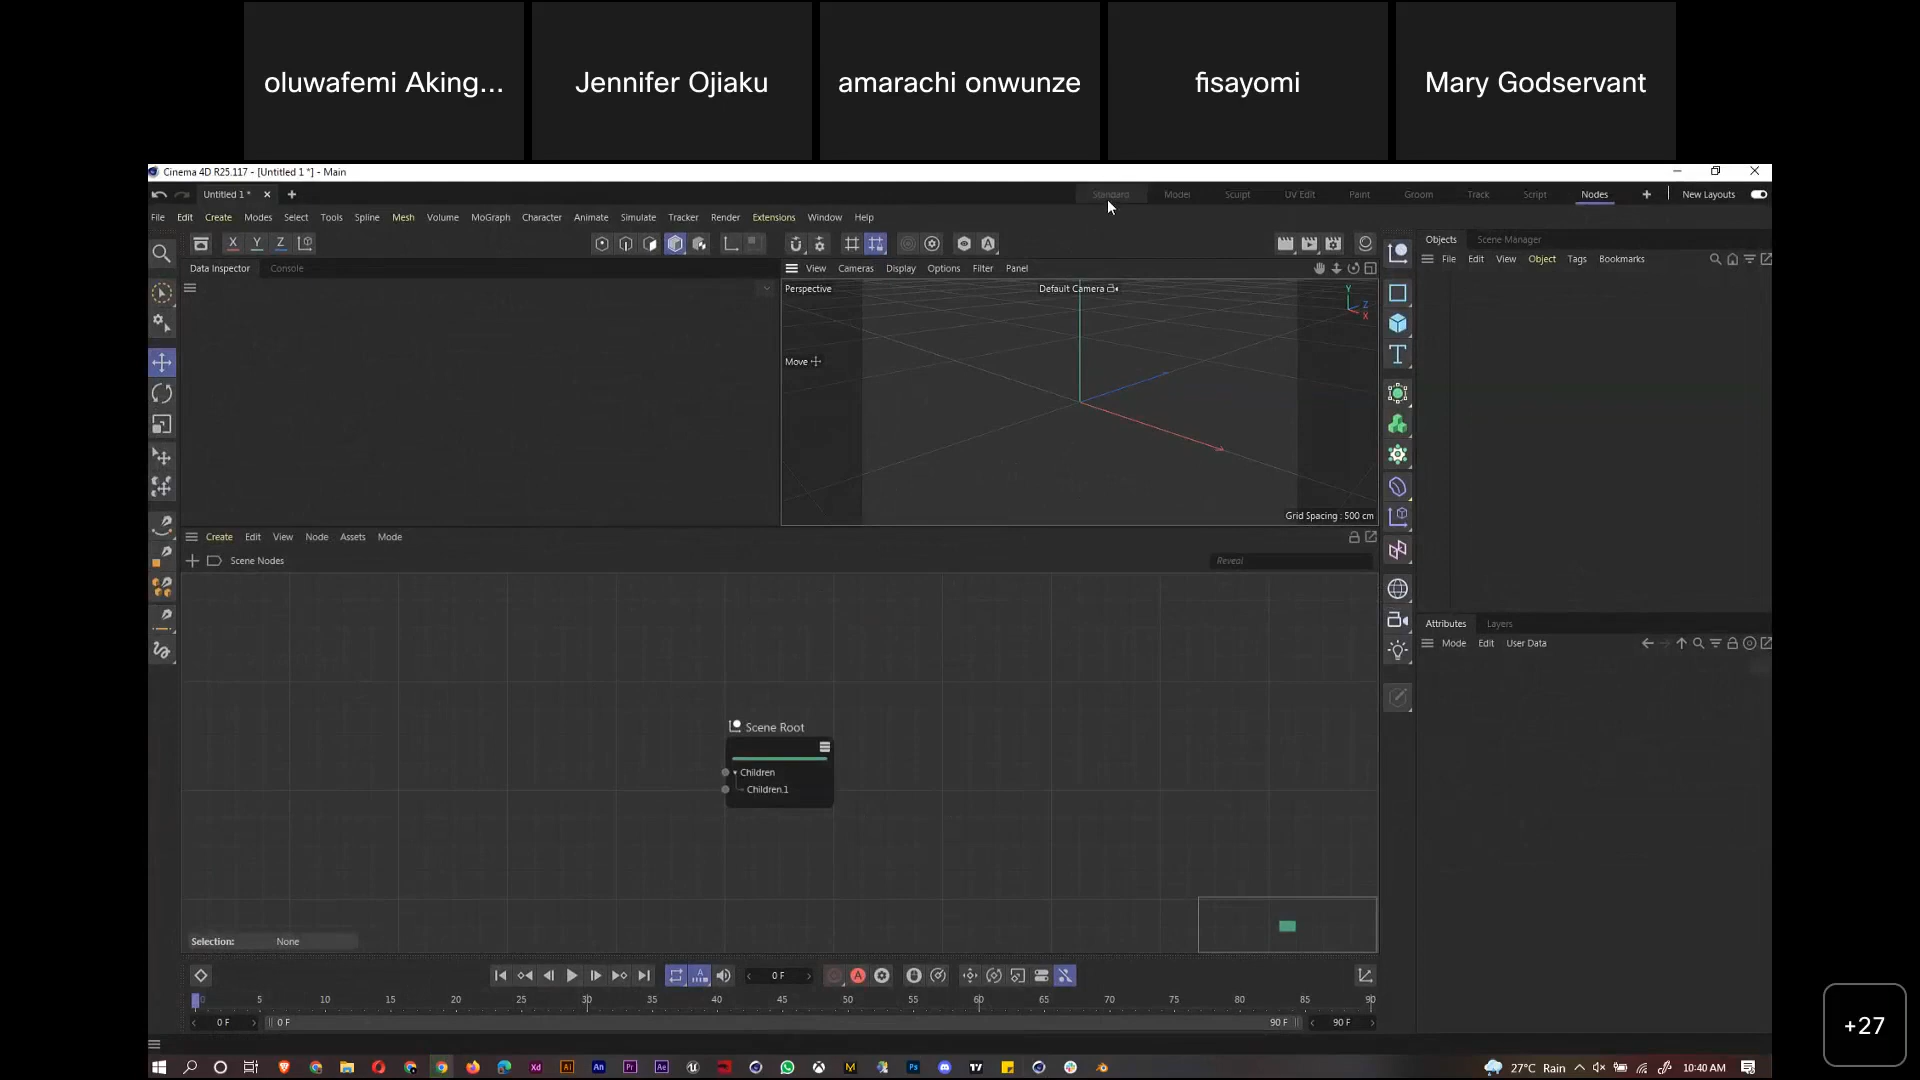 oluwafemi Aking...
Jennifer Ojiaku
amarachi onwunze
fisayomi
Mary Godservant
Cinema 4D R25.117 - [Untitled 1 *] - Main
Untitled 1 *
Standard
Model
Sculpt
UV Edit
Paint
Groom
Track
Script
Nodes
New Layouts
File Edit Create Modes Select Tools Spline Mesh Volume MoGraph Character Animate Simulate Tracker Render Extensions Window Help
X Y Z
Data Inspector Console
View Cameras Display Options Filter Panel
Perspective
Default Camera
Y
Z
X
Move
Grid Spacing : 500 cm
Objects Scene Manager
File Edit View Object Tags Bookmarks
Create Edit View Node Assets Mode
Scene Nodes
Reveal
Scene Root
Children
Children.1
Selection: None
Attributes Layers
Mode Edit User Data
0 F
0 5 10 15 20 25 30 35 40 45 50 55 60 65 70 75 80 85 90
0 F 0 F 90 F 90 F
27°C Rain
10:40 AM
+27